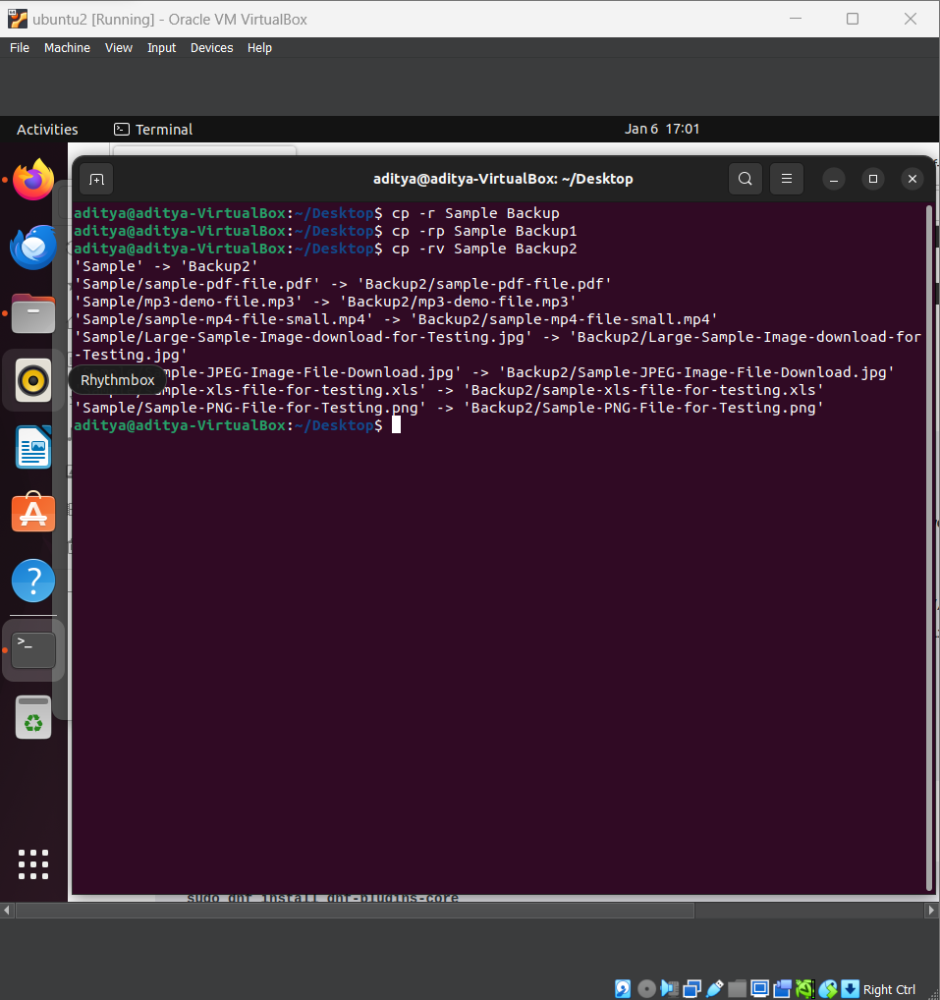 ubuntu2 [Running] - Oracle VM VirtualBox
File Machine View Input Devices Help
Activities Terminal Jan 6 17:01
aditya@aditya-VirtualBox: ~/Desktop
aditya@aditya-VirtualBox:~/Desktop$ cp -r Sample Backup
aditya@aditya-VirtualBox:~/Desktop$ cp -rp Sample Backup1
aditya@aditya-VirtualBox:~/Desktop$ cp -rv Sample Backup2
'Sample' -> 'Backup2'
'Sample/sample-pdf-file.pdf' -> 'Backup2/sample-pdf-file.pdf'
'Sample/mp3-demo-file.mp3' -> 'Backup2/mp3-demo-file.mp3'
'Sample/sample-mp4-file-small.mp4' -> 'Backup2/sample-mp4-file-small.mp4'
'Sample/Large-Sample-Image-download-for-Testing.jpg' -> 'Backup2/Large-Sample-Image-download-for
-Testing.jpg'
mple-JPEG-Image-File-Download.jpg' -> 'Backup2/Sample-JPEG-Image-File-Download.jpg'
Rhythmbox
mple-xls-file-for-testing.xls' -> 'Backup2/sample-xls-file-for-testing.xls'
'Sample/Sample-PNG-File-for-Testing.png' -> 'Backup2/Sample-PNG-File-for-Testing.png'
aditya@aditya-VirtualBox:~/Desktop$
sudo dnf install dnf-plugins-core
Right Ctrl